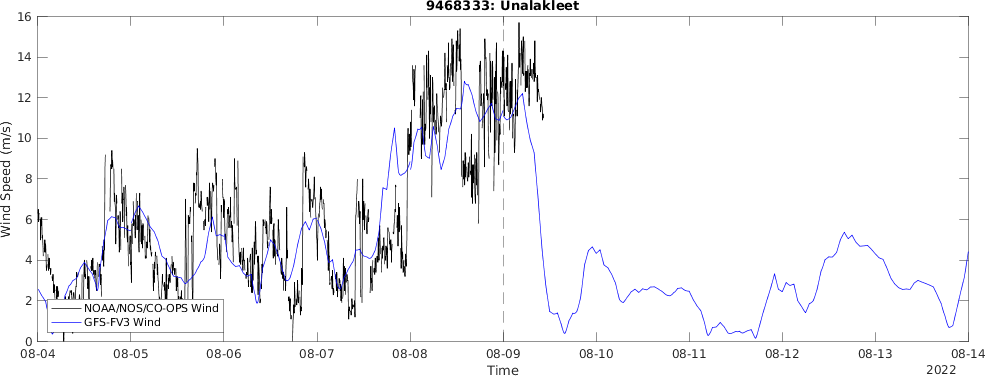 9468333: Unalakleet
Wind Speed (m/s)
16
14
12
10
8
6
4
2
0
NOAA/NOS/CO-OPS Wind
GFS-FV3 Wind
08-04 08-05 08-06 08-07 08-08 08-09 08-10 08-11 08-12 08-13 08-14
Time
2022